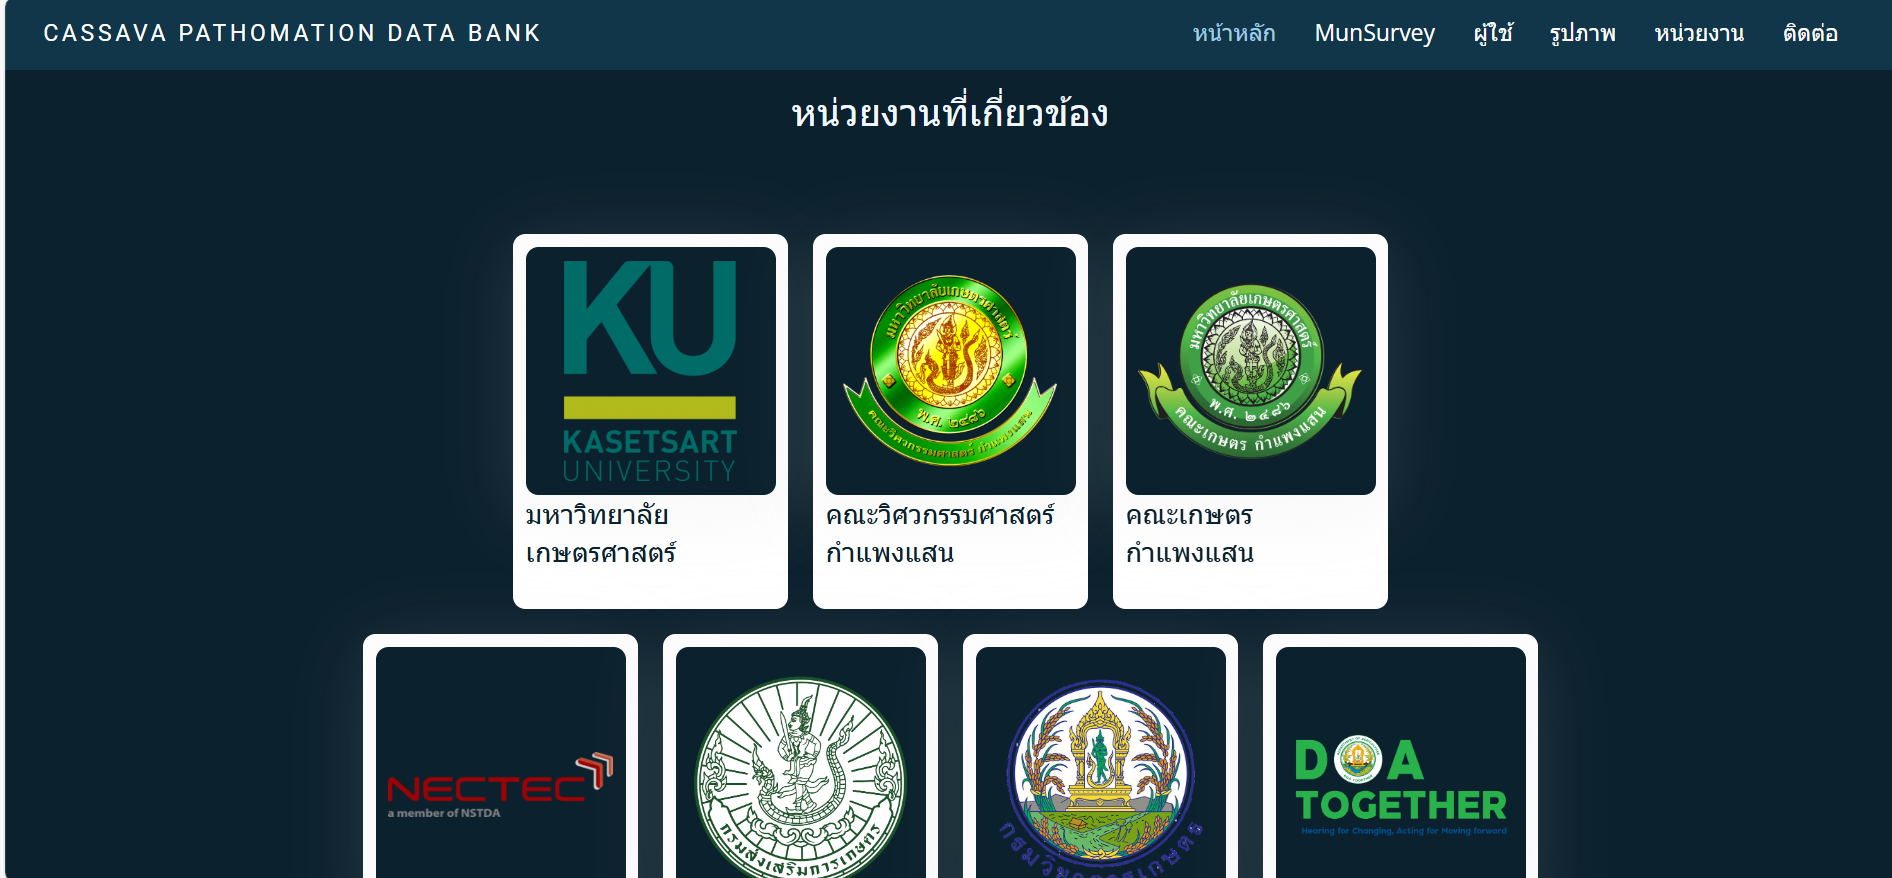 CASSAVA PATHOMATION DATA BANK
หน้าหลัก MunSurvey ผู้ใช้ รูปภาพ หน่วยงาน ติดต่อ
หน่วยงานที่เกี่ยวข้อง
KU
KASETSART
UNIVERSITY
มหาวิทยาลัย
เกษตรศาสตร์
มหาวิทยาลัยเกษตรศาสตร์
พ.ศ. ๒๔๘๖
คณะวิศวกรรมศาสตร์ กำแพงแสน
คณะวิศวกรรมศาสตร์
กำแพงแสน
มหาวิทยาลัยเกษตรศาสตร์
พ.ศ. ๒๔๘๖
คณะเกษตร กำแพงแสน
คณะเกษตร
กำแพงแสน
NECTEC
a member of NSTDA
กรมส่งเสริมการเกษตร
กรมวิชาการเกษตร
DOA
TOGETHER
Hearing for Changing, Acting for Moving forward